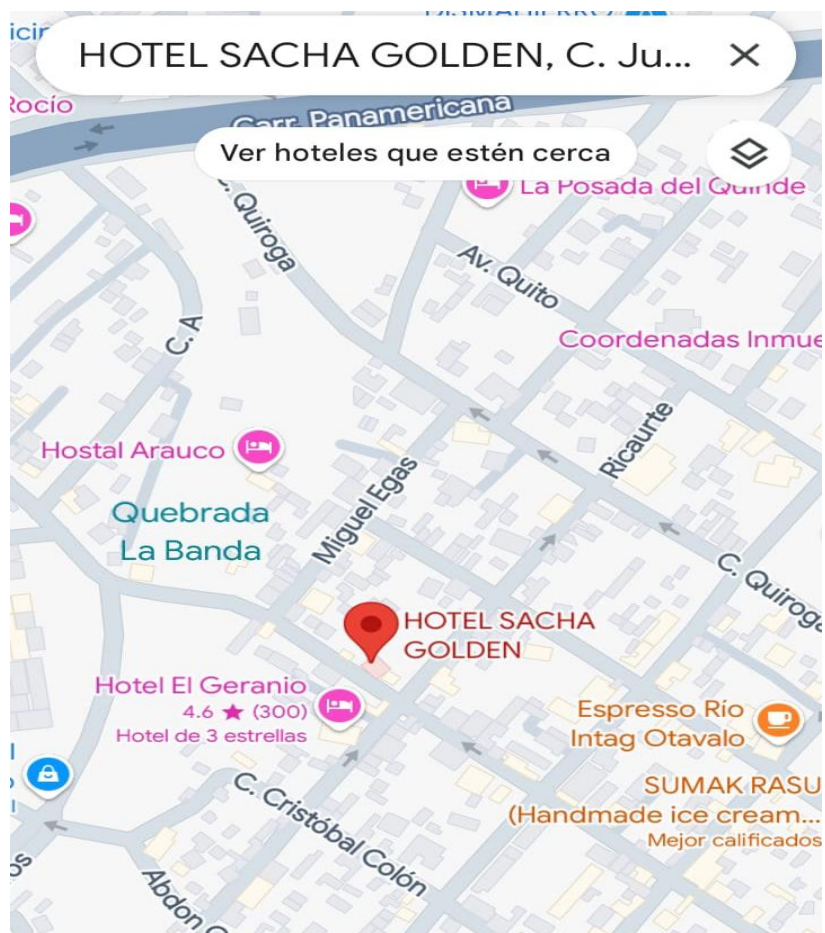 HOTEL SACHA GOLDEN, C. Ju...
Rocío
Carr. Panamericana
Ver hoteles que estén cerca
La Posada del Quinde
C. Quiroga
Av. Quito
C. A
Coordenadas Inmue
Ricaurte
Hostal Arauco
Miguel Egas
Quebrada
La Banda
C. Quiroga
HOTEL SACHA
GOLDEN
Hotel El Geranio
4.6 ★ (300)
Hotel de 3 estrellas
Espresso Río
Intag Otavalo
SUMAK RASU
(Handmade ice cream...
Mejor calificados
C. Cristóbal Colón
Abdon